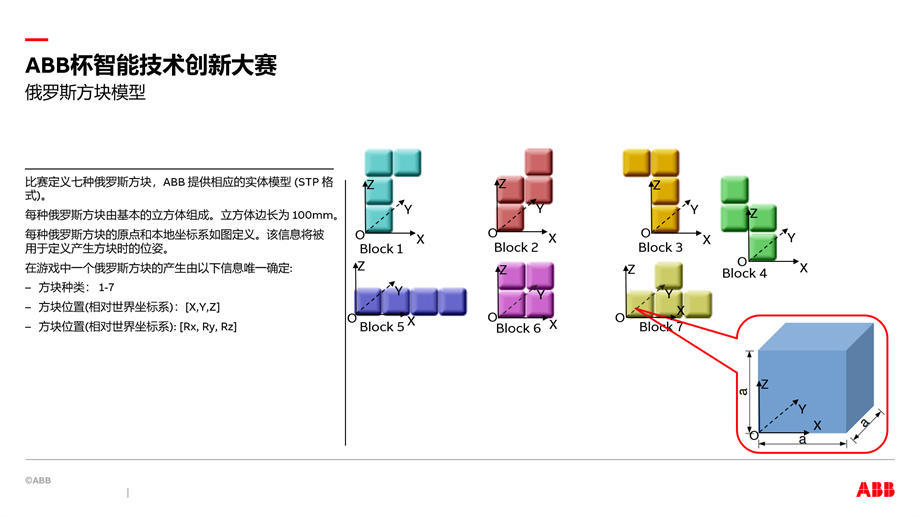 ABB杯智能技术创新大赛
俄罗斯方块模型
比赛定义七种俄罗斯方块，ABB 提供相应的实体模型 (STP 格
式)。
每种俄罗斯方块由基本的立方体组成。立方体边长为 100mm。
每种俄罗斯方块的原点和本地坐标系如图定义。该信息将被
用于定义产生方块时的位姿。
在游戏中一个俄罗斯方块的产生由以下信息唯一确定:
– 方块种类： 1-7
– 方块位置(相对世界坐标系)：[X,Y,Z]
– 方块位置(相对世界坐标系): [Rx, Ry, Rz]
Z
Y
O
X
Block 1
Z
Y
O
X
Block 2
Z
Y
O
X
Block 3
Z
Y
O
X
Block 4
Z
Y
O
X
Block 5
Z
Y
O
X
Block 6
Z
Y
O
X
Block 7
a
Z
Y
X
O
a
a
©ABB
|
ABB